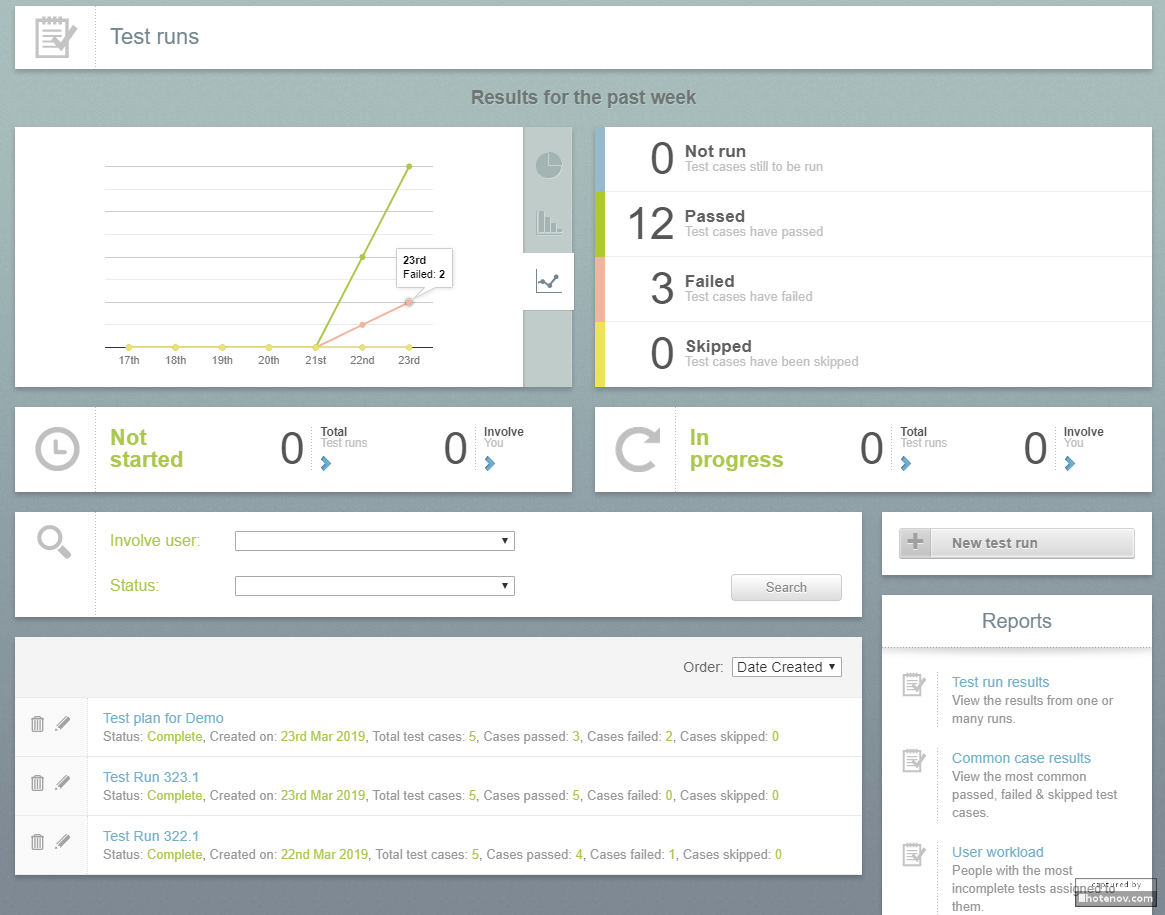 Test runs
Results for the past week
23rd
Failed: 2
17th 18th 19th 20th 21st 22nd 23rd
0 Not run
Test cases still to be run
12 Passed
Test cases have passed
3 Failed
Test cases have failed
0 Skipped
Test cases have been skipped
Not
started
0 Total
Test runs
0 Involve
You
In
progress
0 Total
Test runs
0 Involve
You
Involve user:
Status:
Search
New test run
Order: Date Created
Test plan for Demo
Status: Complete, Created on: 23rd Mar 2019, Total test cases: 5, Cases passed: 3, Cases failed: 2, Cases skipped: 0
Test Run 323.1
Status: Complete, Created on: 23rd Mar 2019, Total test cases: 5, Cases passed: 5, Cases failed: 0, Cases skipped: 0
Test Run 322.1
Status: Complete, Created on: 22nd Mar 2019, Total test cases: 5, Cases passed: 4, Cases failed: 1, Cases skipped: 0
Reports
Test run results
View the results from one or
many runs.
Common case results
View the most common
passed, failed & skipped test
cases.
User workload
People with the most
incomplete tests assigned to
them.
captured by
hotenov.com